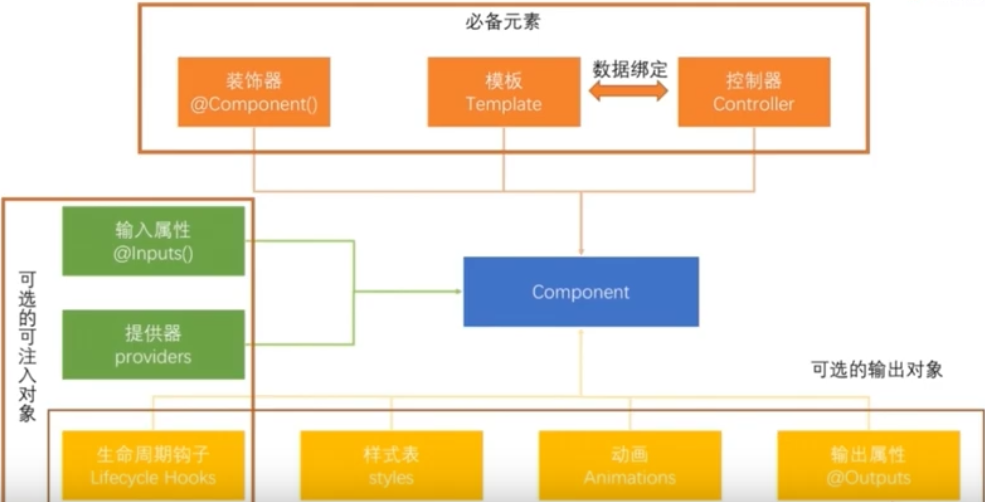 必备元素
装饰器
@Component()
模板
Template
数据绑定
控制器
Controller
输入属性
@Inputs()
提供器
providers
可选的可注入对象
Component
可选的输出对象
生命周期钩子
Lifecycle Hooks
样式表
styles
动画
Animations
输出属性
@Outputs